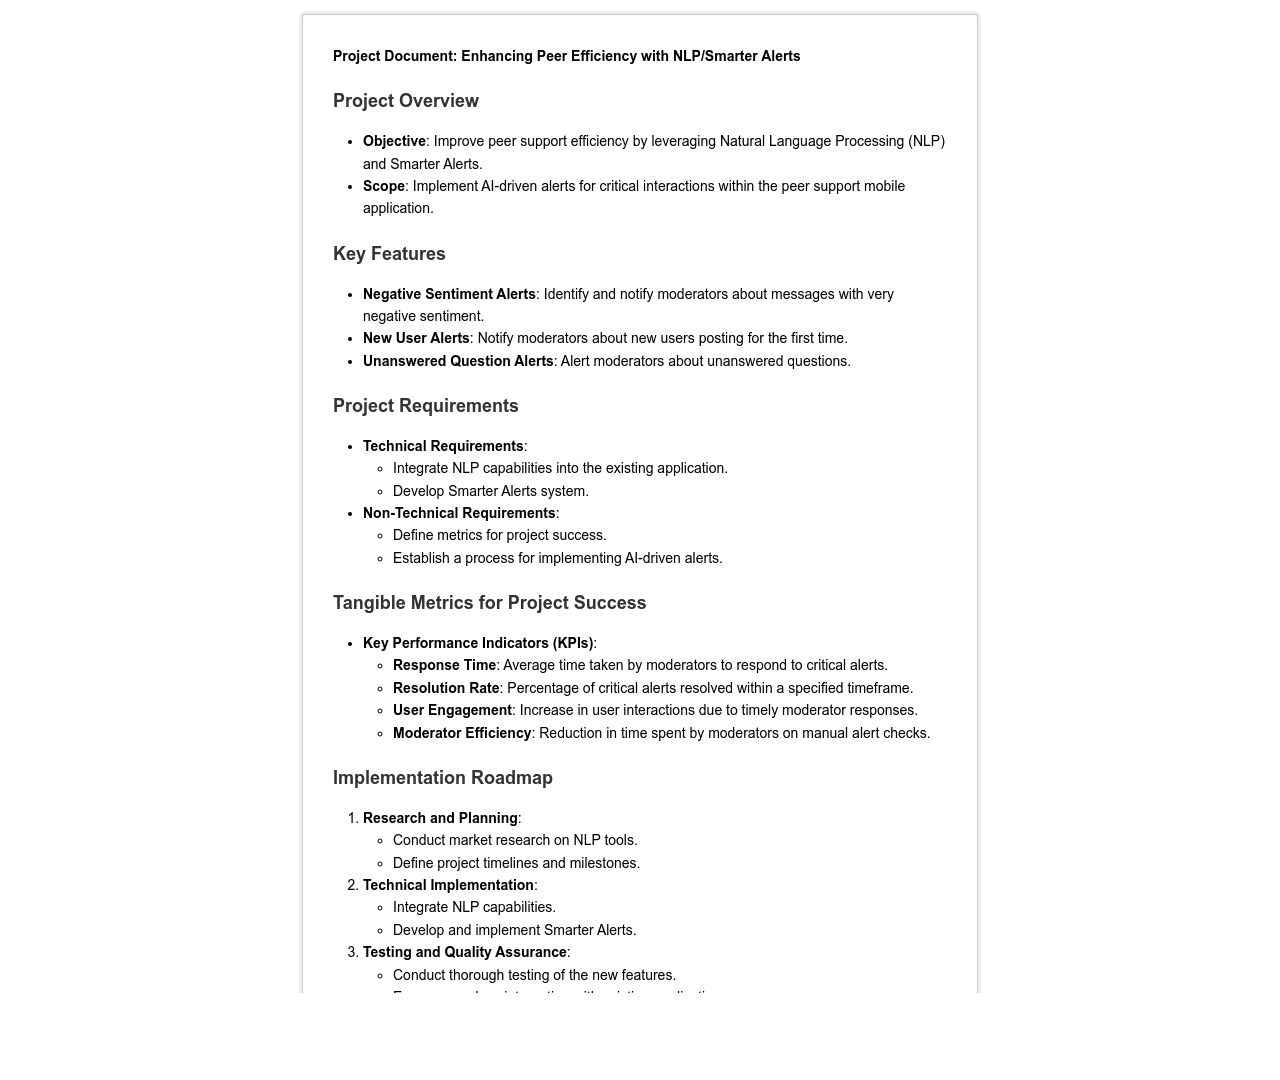 Project Document: Enhancing Peer Efficiency with NLP/Smarter Alerts
Project Overview
• Objective: Improve peer support efficiency by leveraging Natural Language Processing (NLP)
and Smarter Alerts.
• Scope: Implement AI-driven alerts for critical interactions within the peer support mobile
application.
Key Features
• Negative Sentiment Alerts: Identify and notify moderators about messages with very
negative sentiment.
• New User Alerts: Notify moderators about new users posting for the first time.
• Unanswered Question Alerts: Alert moderators about unanswered questions.
Project Requirements
• Technical Requirements:
◦ Integrate NLP capabilities into the existing application.
◦ Develop Smarter Alerts system.
• Non-Technical Requirements:
◦ Define metrics for project success.
◦ Establish a process for implementing AI-driven alerts.
Tangible Metrics for Project Success
• Key Performance Indicators (KPIs):
◦ Response Time: Average time taken by moderators to respond to critical alerts.
◦ Resolution Rate: Percentage of critical alerts resolved within a specified timeframe.
◦ User Engagement: Increase in user interactions due to timely moderator responses.
◦ Moderator Efficiency: Reduction in time spent by moderators on manual alert checks.
Implementation Roadmap
1. Research and Planning:
◦ Conduct market research on NLP tools.
◦ Define project timelines and milestones.
2. Technical Implementation:
◦ Integrate NLP capabilities.
◦ Develop and implement Smarter Alerts.
3. Testing and Quality Assurance:
◦ Conduct thorough testing of the new features.